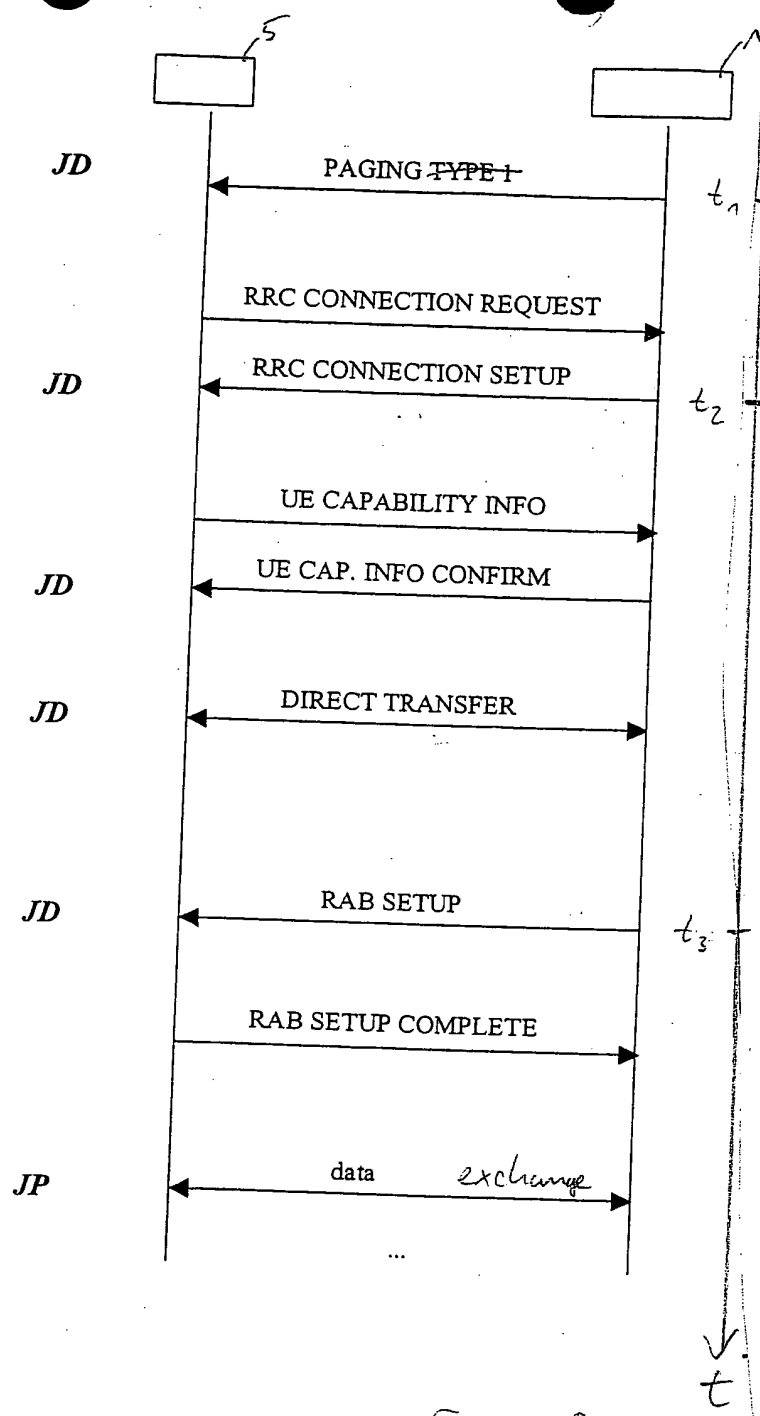 5 1
JD PAGING TYPE 1 t1
RRC CONNECTION REQUEST
JD RRC CONNECTION SETUP t2
UE CAPABILITY INFO
JD UE CAP. INFO CONFIRM
JD DIRECT TRANSFER
JD RAB SETUP t3
RAB SETUP COMPLETE
JP data exchange
...
t